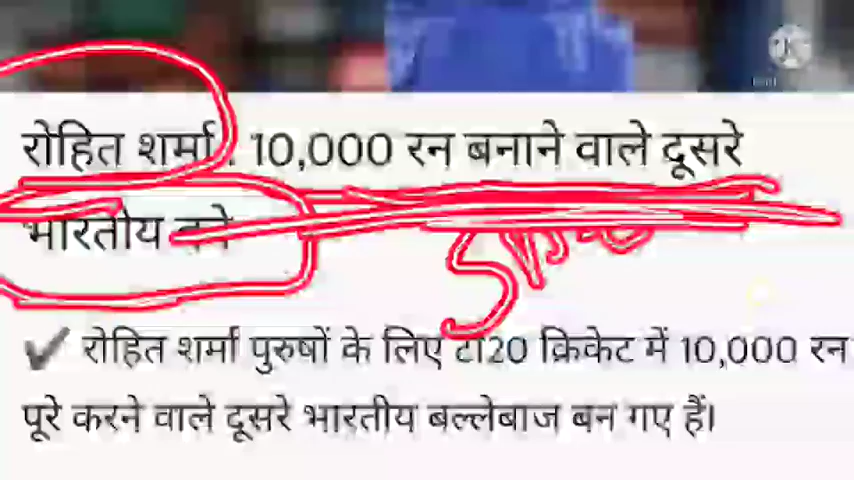 रोहित शर्मा : 10,000 रन बनाने वाले दूसरे
भारतीय बने
✔ रोहित शर्मा पुरुषों के लिए टी20 क्रिकेट में 10,000 रन
पूरे करने वाले दूसरे भारतीय बल्लेबाज बन गए हैं।